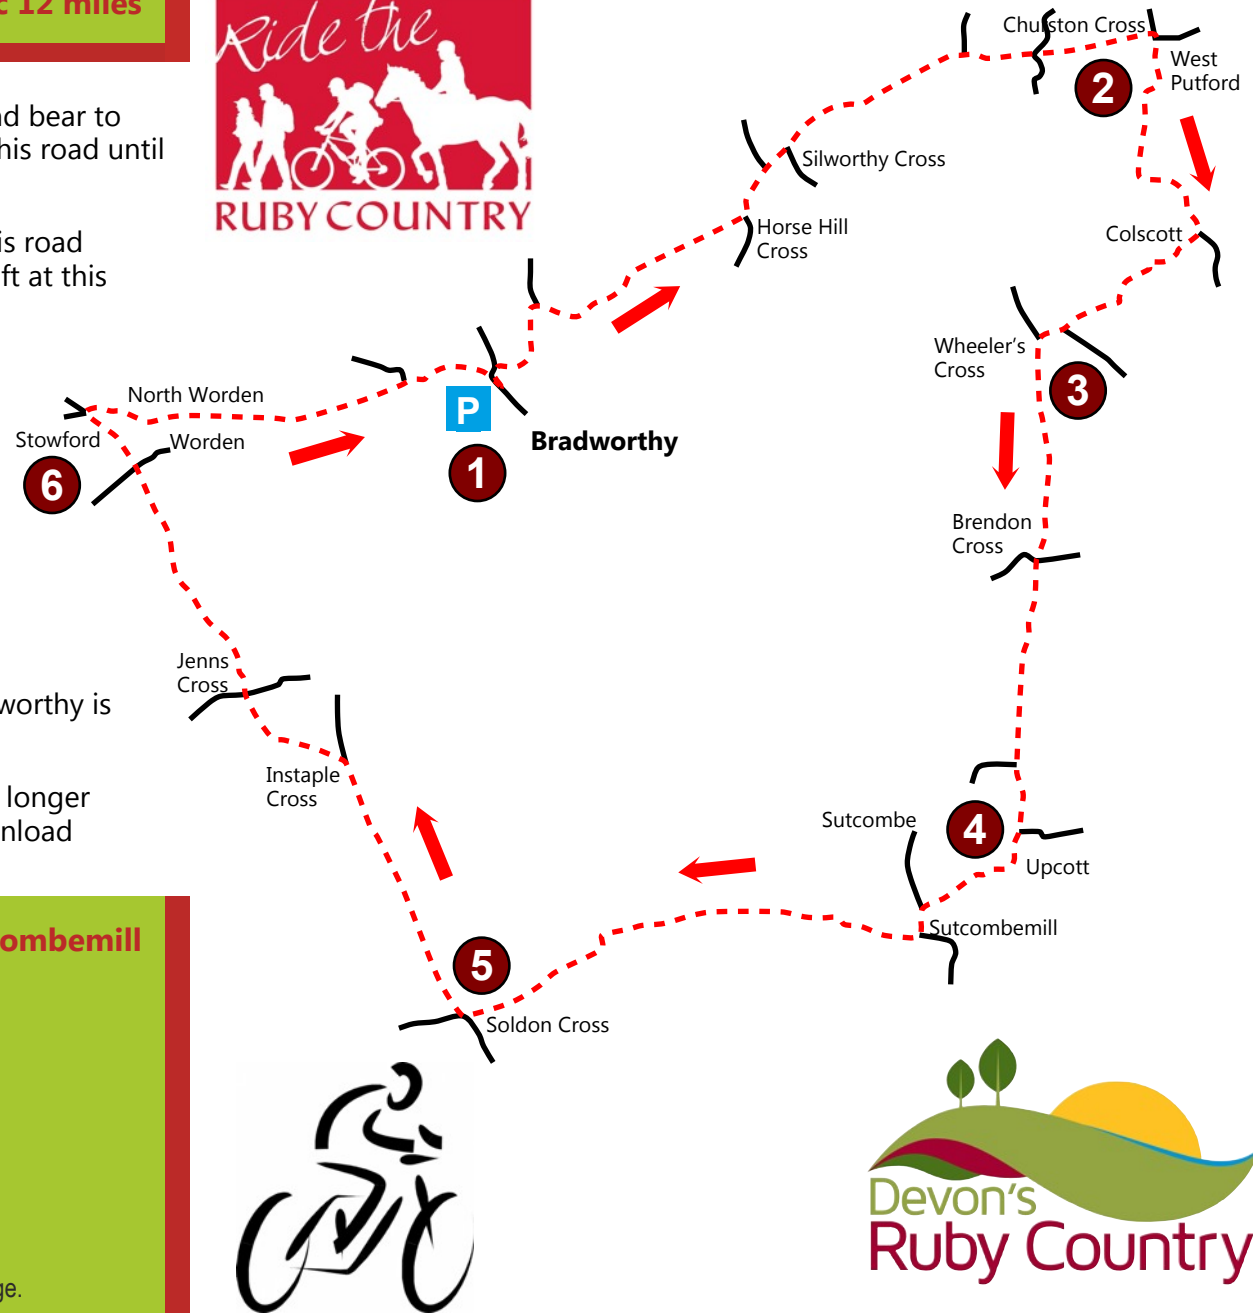 c 12 miles
nd bear to
his road until
is road
ft at this
worthy is
longer
nload
ombemill
ge.
Ride the
RUBY COUNTRY
Churston Cross
West
Putford
2
Silworthy Cross
Horse Hill
Cross
Colscott
Wheeler's
Cross
3
North Worden
Stowford
Worden
6
P
Bradworthy
1
Brendon
Cross
Jenns
Cross
Instaple
Cross
Sutcombe
4
Upcott
Sutcombemill
5
Soldon Cross
Devon's
Ruby Country